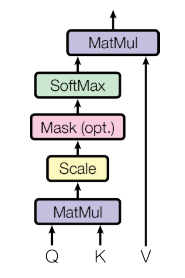 MatMul
SoftMax
Mask (opt.)
Scale
MatMul
Q K V